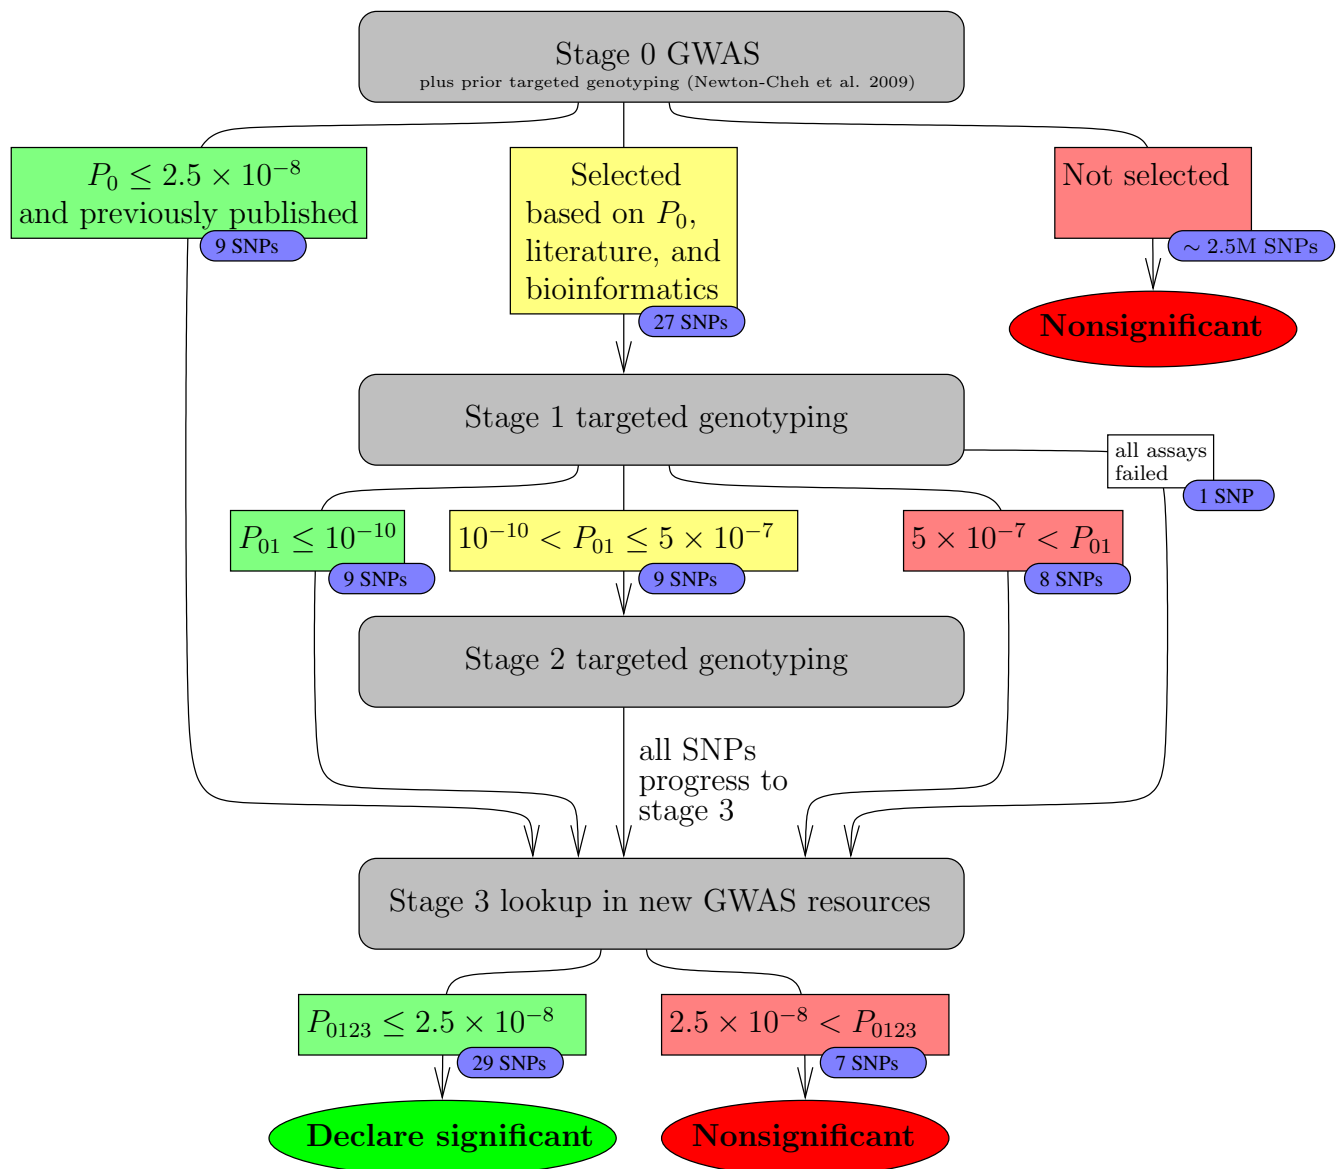 Stage 0 GWAS
plus prior targeted genotyping (Newton-Cheh et al. 2009)
P₀ ≤ 2.5 × 10⁻⁸
and previously published
9 SNPs
Selected
based on P₀,
literature, and
bioinformatics
27 SNPs
Not selected
∼ 2.5M SNPs
Nonsignificant
Stage 1 targeted genotyping
all assays
failed
1 SNP
P₀₁ ≤ 10⁻¹⁰
9 SNPs
10⁻¹⁰ < P₀₁ ≤ 5 × 10⁻⁷
9 SNPs
5 × 10⁻⁷ < P₀₁
8 SNPs
Stage 2 targeted genotyping
all SNPs
progress to
stage 3
Stage 3 lookup in new GWAS resources
P₀₁₂₃ ≤ 2.5 × 10⁻⁸
29 SNPs
2.5 × 10⁻⁸ < P₀₁₂₃
7 SNPs
Declare significant
Nonsignificant